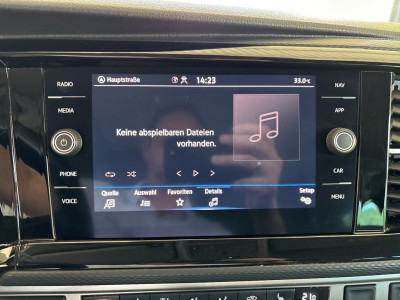 RADIO
MEDIA
PHONE
VOICE
Hauptstraße 14:23 33.0°C
Keine abspielbaren Dateien
vorhanden.
Quelle Auswahl Favoriten Details Setup
NAV
APP
CAR
MENU